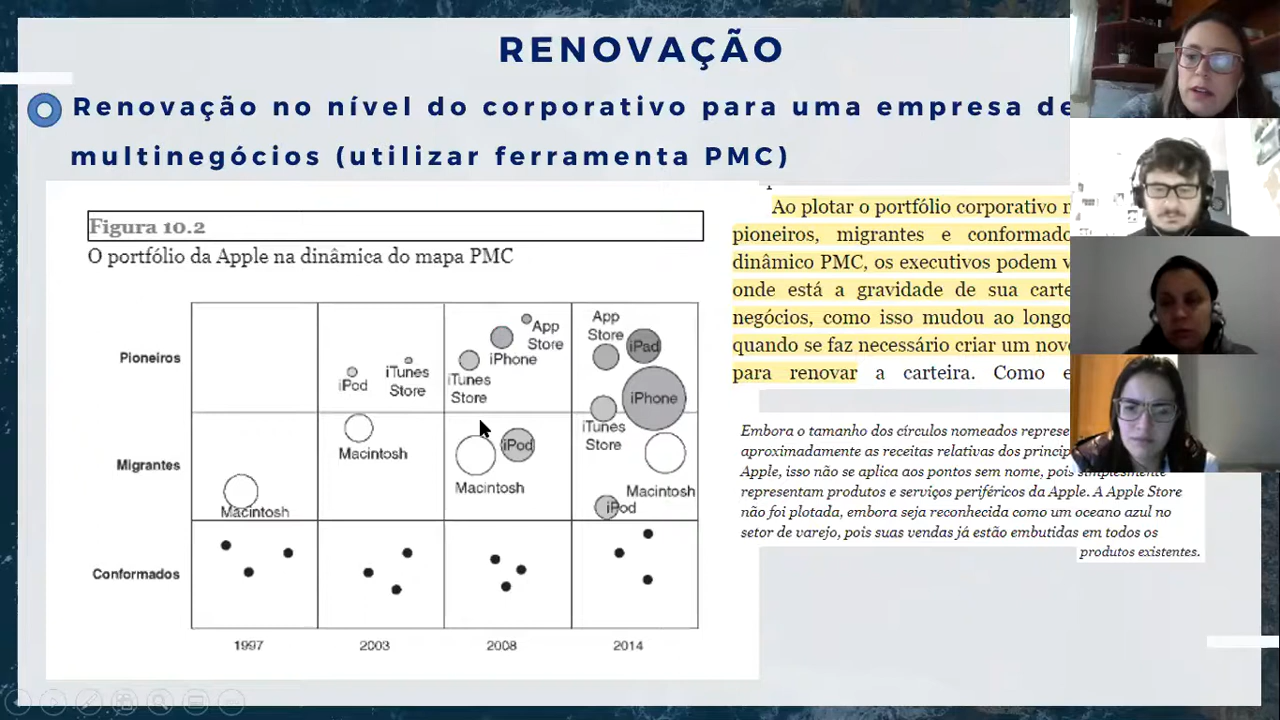 RENOVAÇÃO
Renovação no nível do corporativo para uma empresa de
multinegócios (utilizar ferramenta PMC)
Figura 10.2
O portfólio da Apple na dinâmica do mapa PMC
Pioneiros
Migrantes
Conformados
Macintosh
iPod
iTunes
Store
Macintosh
App
Store
iPhone
iTunes
Store
iPod
Macintosh
App
Store
iPad
iPhone
iTunes
Store
Macintosh
iPod
1997
2003
2008
2014
Ao plotar o portfólio corporativo
pioneiros, migrantes e
dinâmico PMC, os executivos podem
onde está a gravidade de sua
negócios, como isso mudou ao
quando se faz necessário criar um
para renovar a carteira. Como
Embora o tamanho dos círculos nomeados
aproximadamente as receitas relativas dos
Apple, isso não se aplica aos pontos sem nome, pois simplesmente
representam produtos e serviços periféricos da Apple. A Apple Store
não foi plotada, embora seja reconhecida como um oceano azul no
setor de varejo, pois suas vendas já estão embutidas em todos os
produtos existentes.